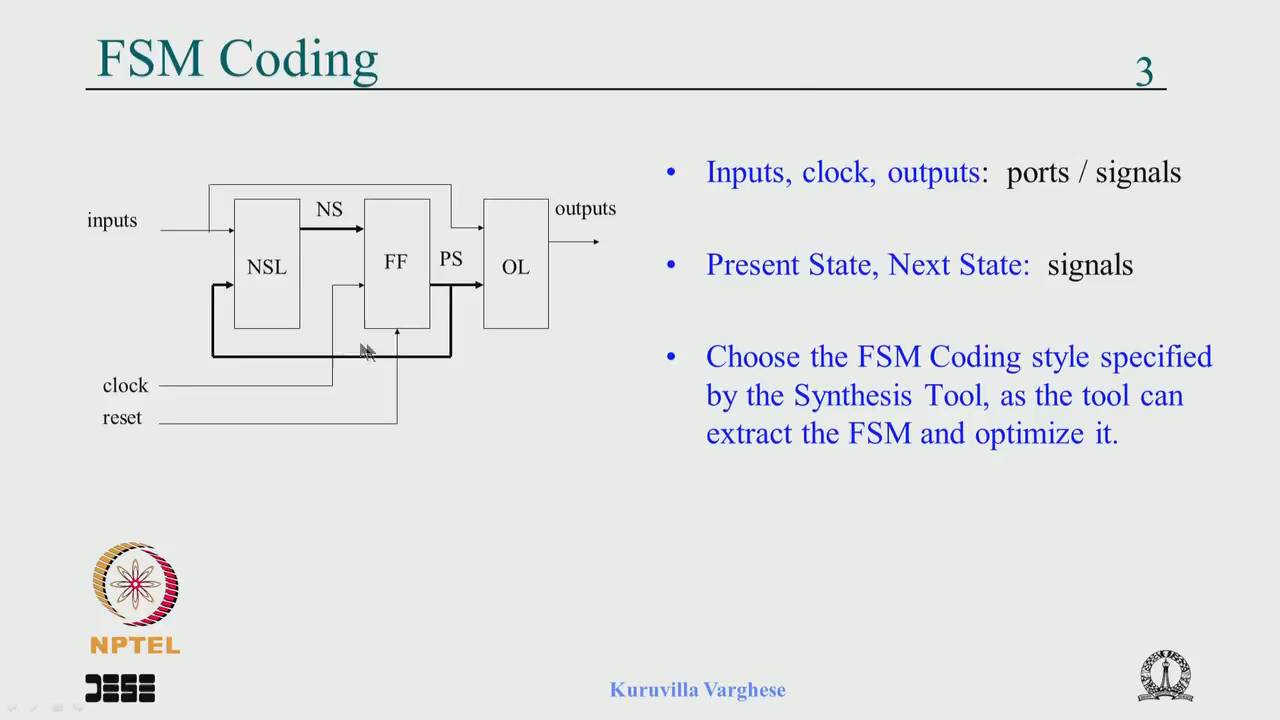 FSM Coding
3
inputs
NS
outputs
NSL
FF
PS
OL
clock
reset
• Inputs, clock, outputs: ports / signals
• Present State, Next State: signals
• Choose the FSM Coding style specified
by the Synthesis Tool, as the tool can
extract the FSM and optimize it.
NPTEL
Kuruvilla Varghese